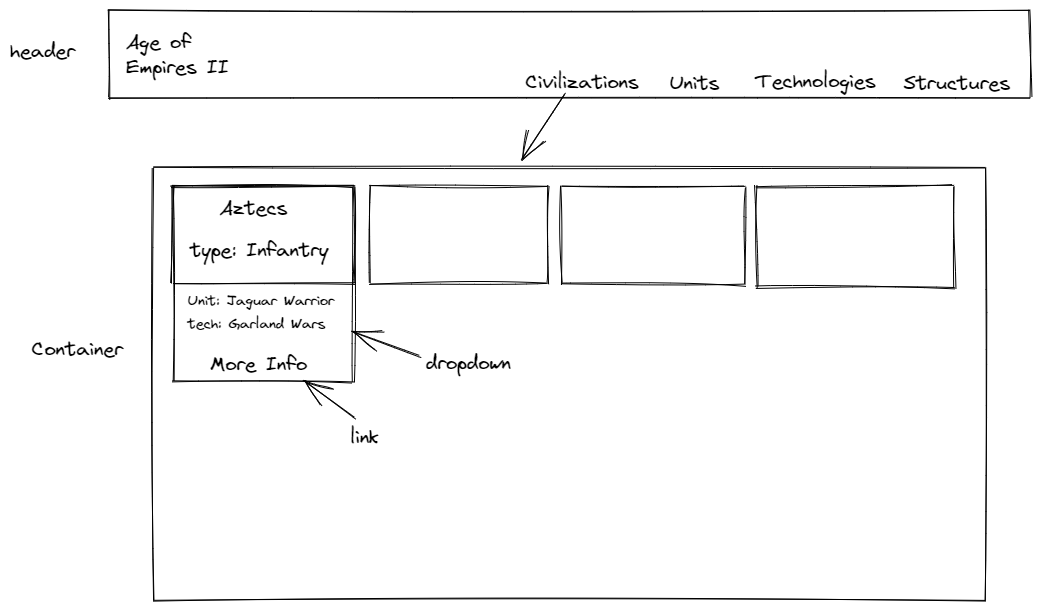 header
Age of
Empires II
Civilizations Units Technologies Structures
Aztecs
type: Infantry
Unit: Jaguar Warrior
tech: Garland Wars
Container
More Info
dropdown
link